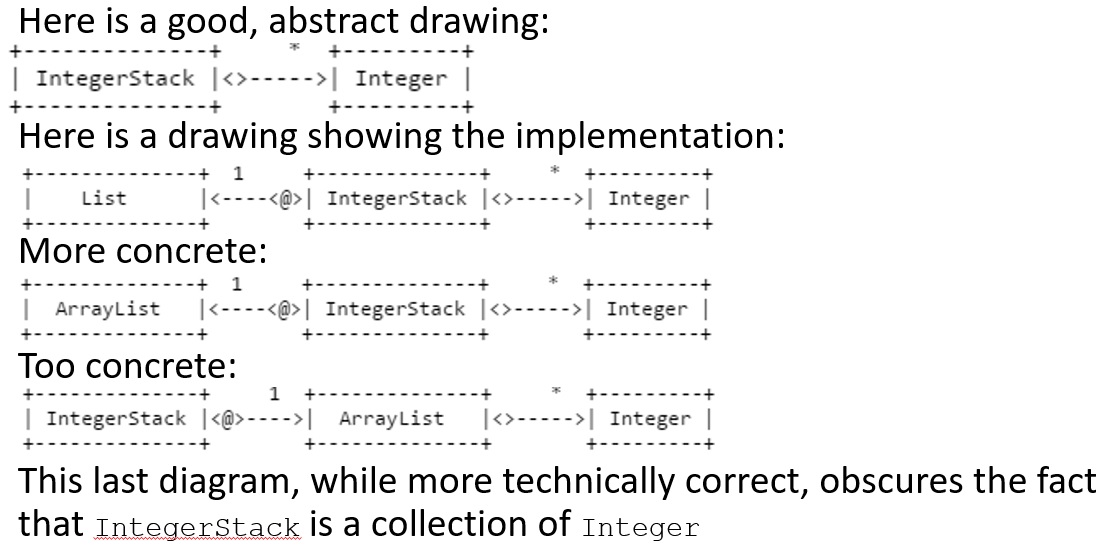 Here is a good, abstract drawing:
+---------------+      *  +---------+
| IntegerStack |<>----->| Integer |
+---------------+         +---------+
Here is a drawing showing the implementation:
+--------------+  1     +--------------+     *  +---------+
|     List      |<----<@>| IntegerStack |<>----->| Integer |
+--------------+        +--------------+        +---------+
More concrete:
+--------------+  1     +--------------+     *  +---------+
|  ArrayList   |<----<@>| IntegerStack |<>----->| Integer |
+--------------+        +--------------+        +---------+
Too concrete:
+--------------+     1  +--------------+     *  +---------+
| IntegerStack |<@>---->|  ArrayList   |<>----->| Integer |
+--------------+        +--------------+        +---------+
This last diagram, while more technically correct, obscures the fact
that IntegerStack is a collection of Integer